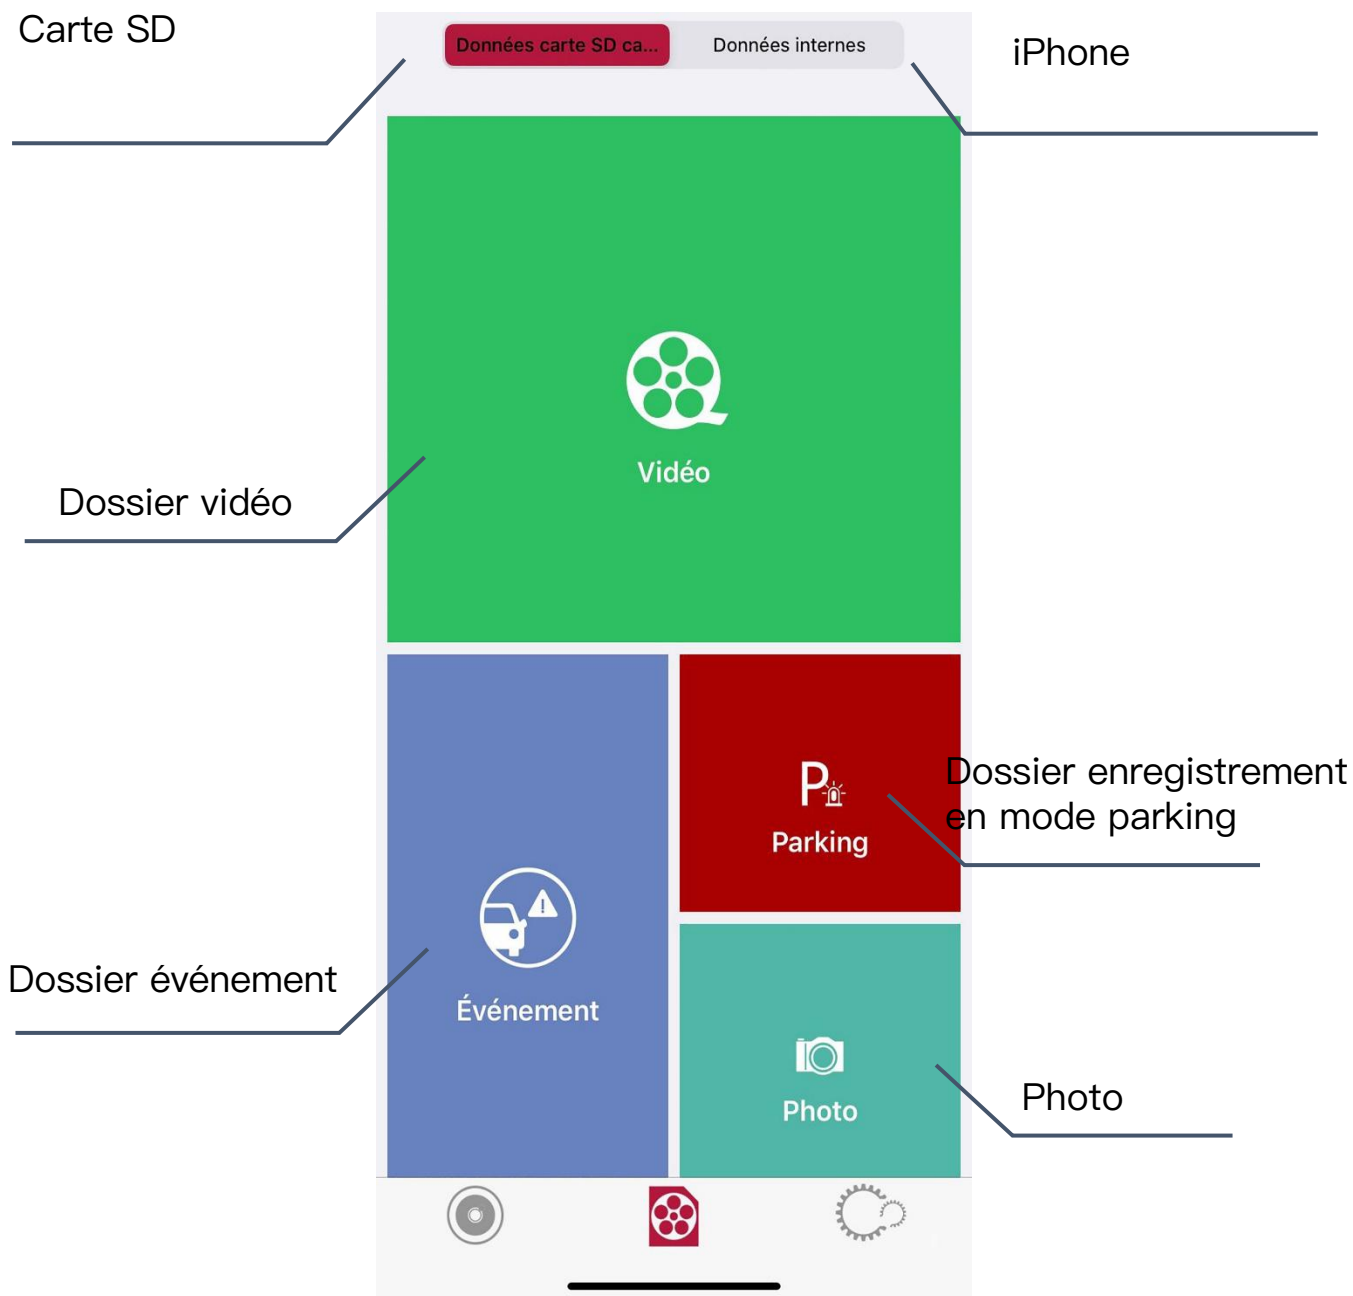 Carte SD
Données carte SD ca...
Données internes
iPhone
Vidéo
Dossier vidéo
P
Parking
Dossier enregistrement
en mode parking
Événement
Dossier événement
Photo
Photo